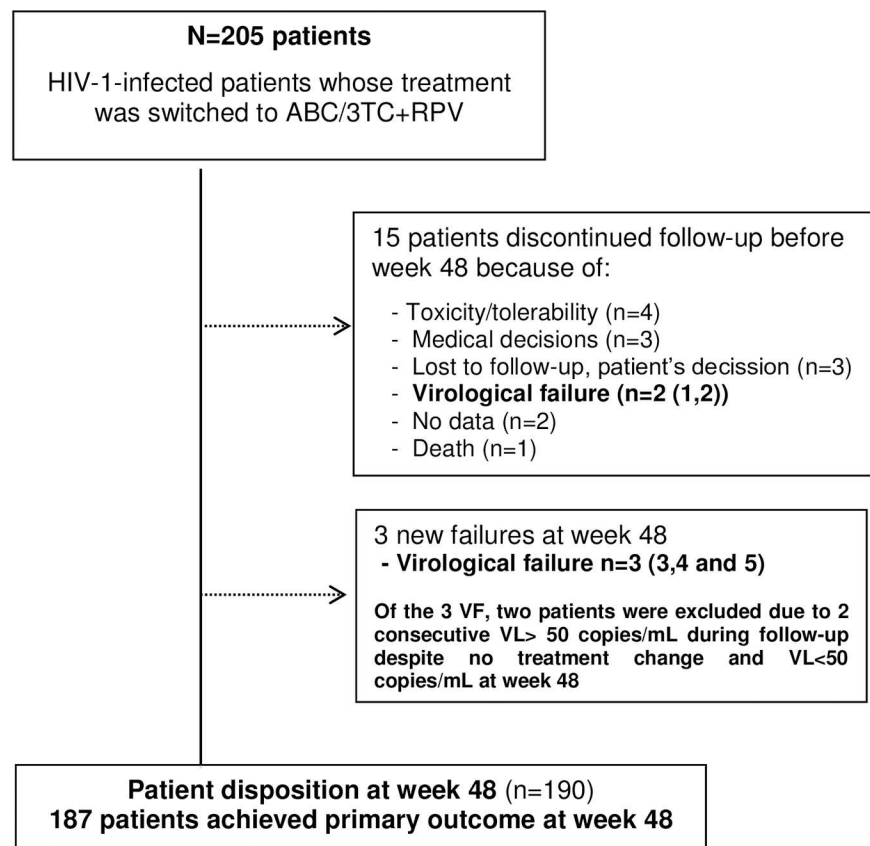 N=205 patients
HIV-1-infected patients whose treatment
was switched to ABC/3TC+RPV
15 patients discontinued follow-up before
week 48 because of:
- Toxicity/tolerability (n=4)
- Medical decisions (n=3)
- Lost to follow-up, patient's decission (n=3)
- Virological failure (n=2 (1,2))
- No data (n=2)
- Death (n=1)
3 new failures at week 48
- Virological failure n=3 (3,4 and 5)
Of the 3 VF, two patients were excluded due to 2
consecutive VL> 50 copies/mL during follow-up
despite no treatment change and VL<50
copies/mL at week 48
Patient disposition at week 48 (n=190)
187 patients achieved primary outcome at week 48